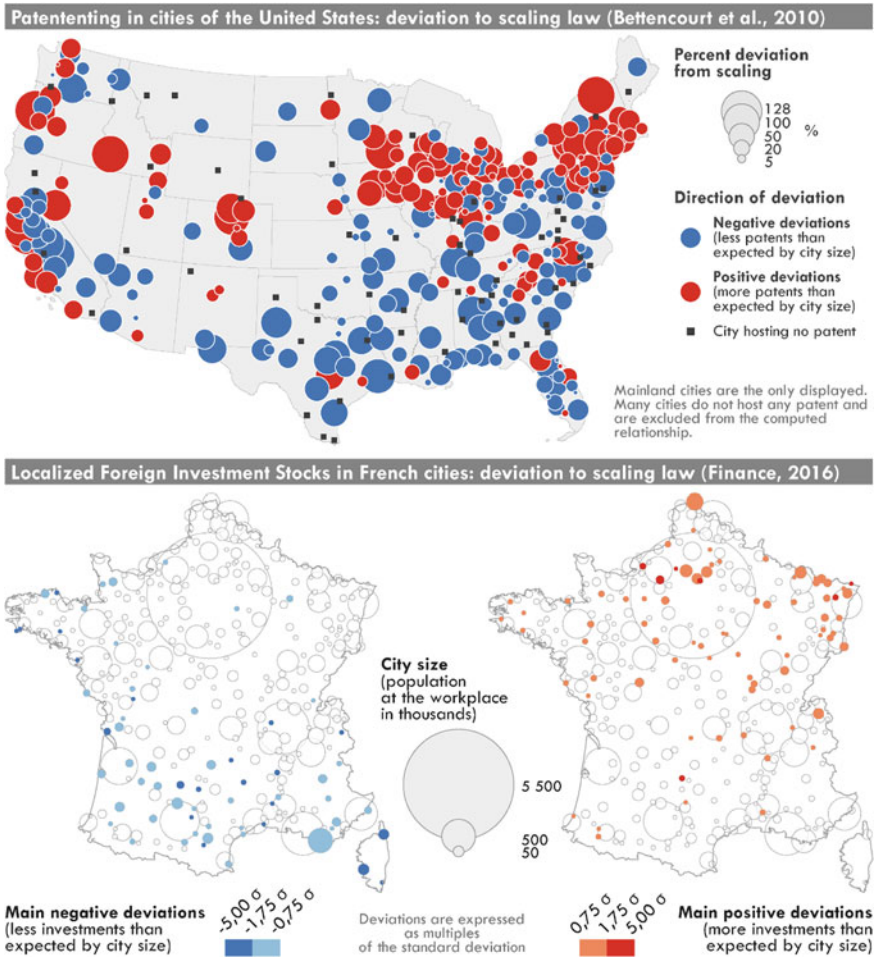 Patententing in cities of the United States: deviation to scaling law (Bettencourt et al., 2010)
Percent deviation
from scaling
128
100
50
20
5
%
Direction of deviation
Negative deviations
(less patents than
expected by city size)
Positive deviations
(more patents than
expected by city size)
City hosting no patent
Mainland cities are the only displayed.
Many cities do not host any patent and
are excluded from the computed
relationship.
Localized Foreign Investment Stocks in French cities: deviation to scaling law (Finance, 2016)
City size
(population
at the workplace
in thousands)
5 500
500
50
Main negative deviations
(less investments than
expected by city size)
-5,00 σ
-1,75 σ
-0,75 σ
Deviations are expressed
as multiples
of the standard deviation
0,75 σ
1,75 σ
5,00 σ
Main positive deviations
(more investments than
expected by city size)